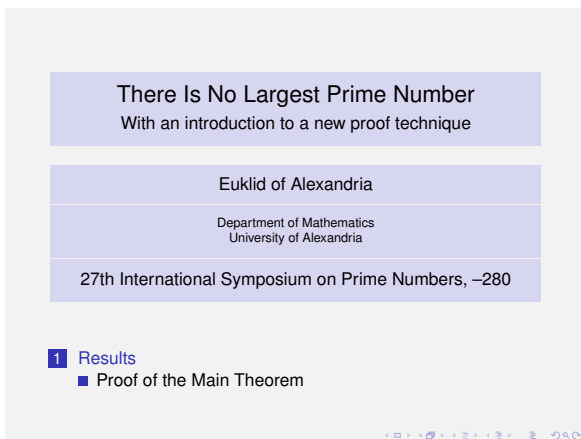 There Is No Largest Prime Number
With an introduction to a new proof technique
Euklid of Alexandria
Department of Mathematics
University of Alexandria
27th International Symposium on Prime Numbers, –280
1 Results
Proof of the Main Theorem